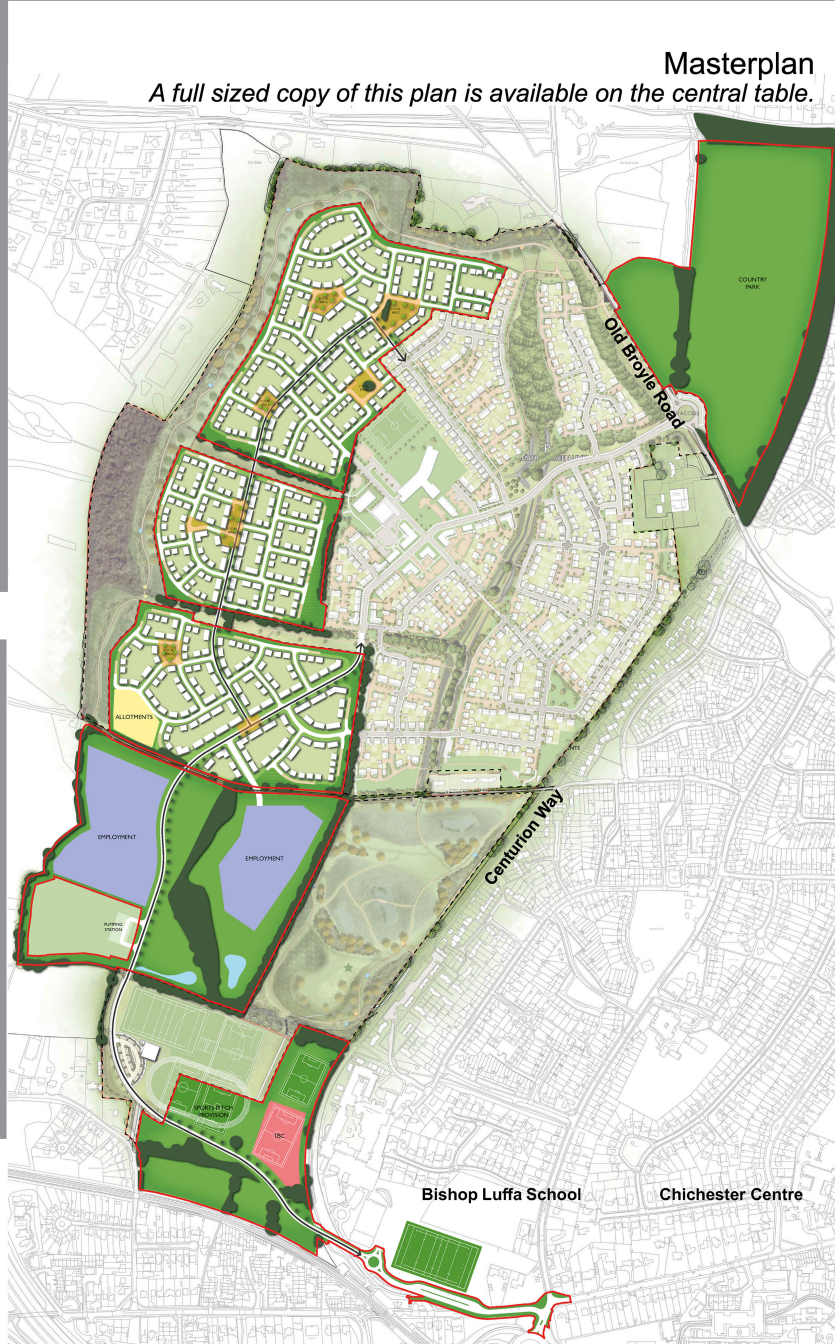 Masterplan
A full sized copy of this plan is available on the central table.
COUNTRY
PARK
Old Broyle Road
ALLOTMENTS
EMPLOYMENT
EMPLOYMENT
Centurion Way
PUMPING
STATION
SPORTS PITCH
PROVISION
TBC
Bishop Luffa School
Chichester Centre